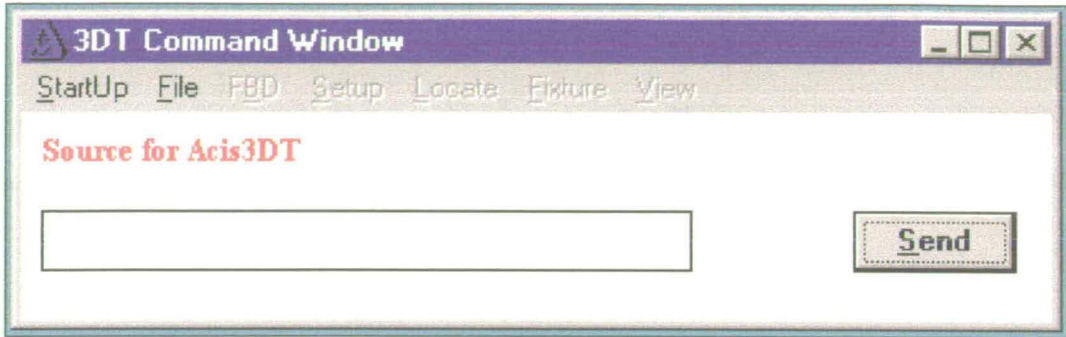 3DT Command Window
StartUp File FBD Setup Locate Fixture View
Source for Acis3DT
Send